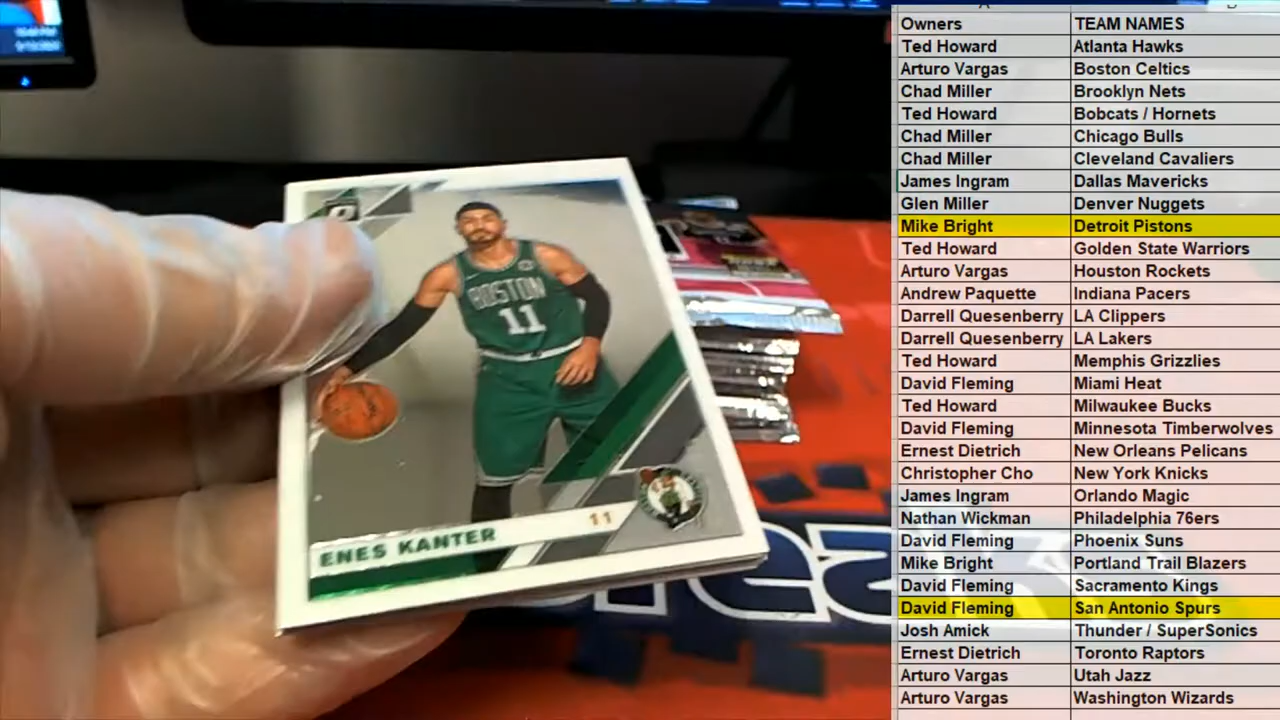 Owners TEAM NAMES
Ted Howard Atlanta Hawks
Arturo Vargas Boston Celtics
Chad Miller Brooklyn Nets
Ted Howard Bobcats / Hornets
Chad Miller Chicago Bulls
Chad Miller Cleveland Cavaliers
James Ingram Dallas Mavericks
Glen Miller Denver Nuggets
Mike Bright Detroit Pistons
Ted Howard Golden State Warriors
Arturo Vargas Houston Rockets
Andrew Paquette Indiana Pacers
Darrell Quesenberry LA Clippers
Darrell Quesenberry LA Lakers
Ted Howard Memphis Grizzlies
David Fleming Miami Heat
Ted Howard Milwaukee Bucks
David Fleming Minnesota Timberwolves
Ernest Dietrich New Orleans Pelicans
Christopher Cho New York Knicks
James Ingram Orlando Magic
Nathan Wickman Philadelphia 76ers
David Fleming Phoenix Suns
Mike Bright Portland Trail Blazers
David Fleming Sacramento Kings
David Fleming San Antonio Spurs
Josh Amick Thunder / SuperSonics
Ernest Dietrich Toronto Raptors
Arturo Vargas Utah Jazz
Arturo Vargas Washington Wizards
BOSTON
11
ENES KANTER 11